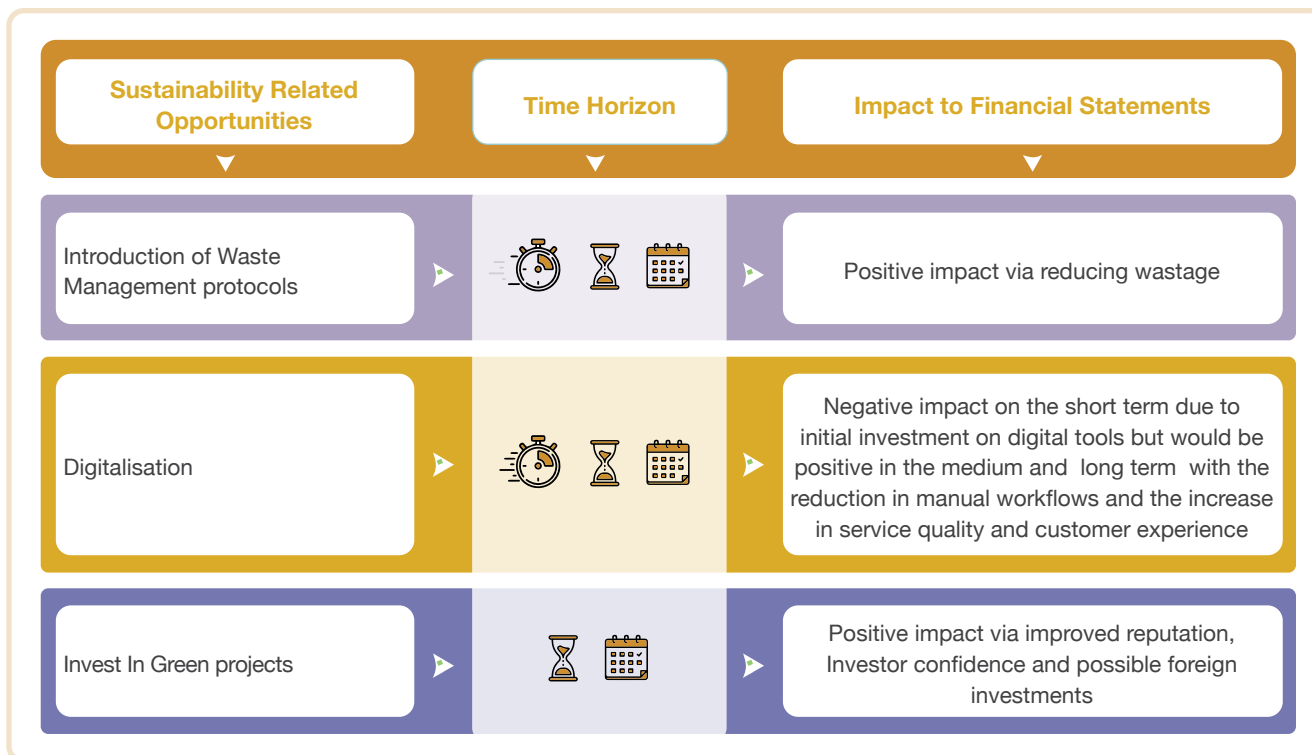 Sustainability Related
Opportunities
Time Horizon
Impact to Financial Statements
Introduction of Waste
Management protocols
Positive impact via reducing wastage
Digitalisation
Negative impact on the short term due to
initial investment on digital tools but would be
positive in the medium and long term with the
reduction in manual workflows and the increase
in service quality and customer experience
Invest In Green projects
Positive impact via improved reputation,
Investor confidence and possible foreign
investments